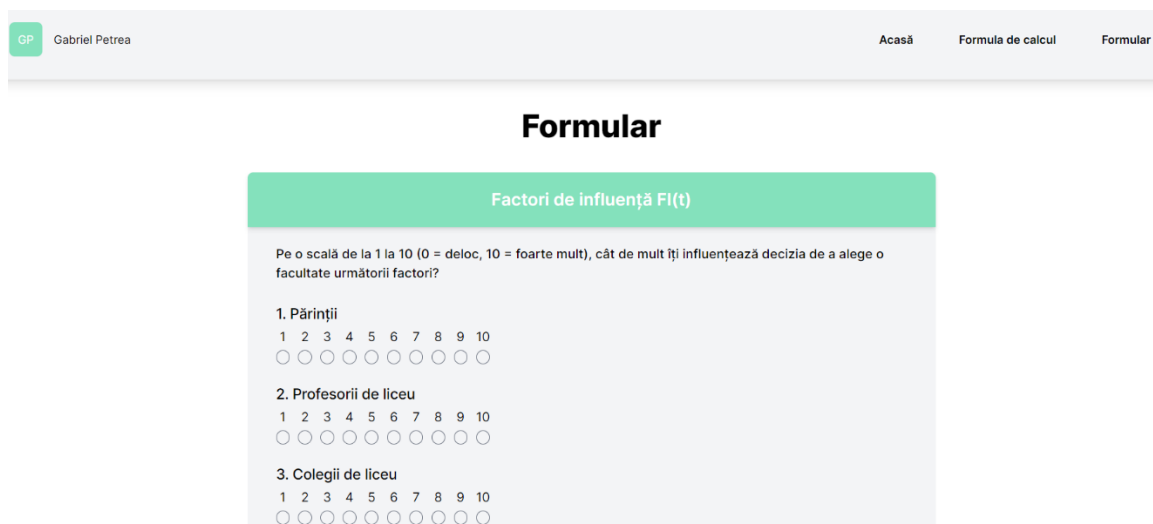 GP Gabriel Petrea Acasă Formula de calcul Formular
Formular
Factori de influență FI(t)
Pe o scală de la 1 la 10 (0 = deloc, 10 = foarte mult), cât de mult îți influențează decizia de a alege o
facultate următorii factori?
1. Părinții
1 2 3 4 5 6 7 8 9 10
2. Profesorii de liceu
1 2 3 4 5 6 7 8 9 10
3. Colegii de liceu
1 2 3 4 5 6 7 8 9 10